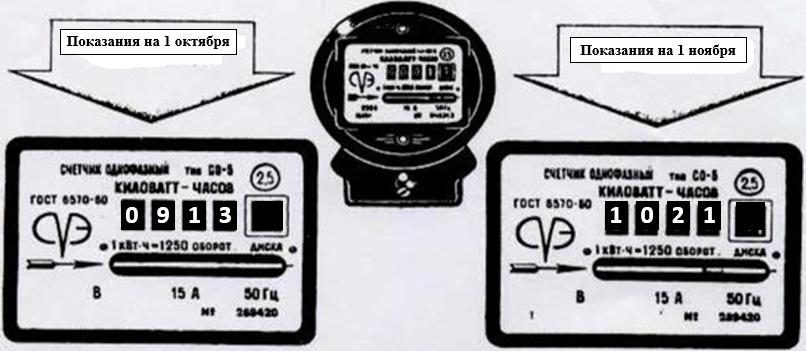 Показания на 1 октября
Показания на 1 ноября
СЧЕТЧИК ОДНОФАЗНЫЙ тип СО-5
КИЛОВАТТ-ЧАСОВ
2,5
ГОСТ 6570-60
0 9 1 3
СУЭ
1 кВт-ч=1250 ОБОРОТ. ДИСКА
В 15 А 50 Гц
№ 289420
СЧЕТЧИК ОДНОФАЗНЫЙ тип СО-5
КИЛОВАТТ-ЧАСОВ
2,5
ГОСТ 6570-60
1 0 2 1
СУЭ
1 кВт-ч=1250 ОБОРОТ. ДИСКА
В 15 А 50 Гц
№ 289420